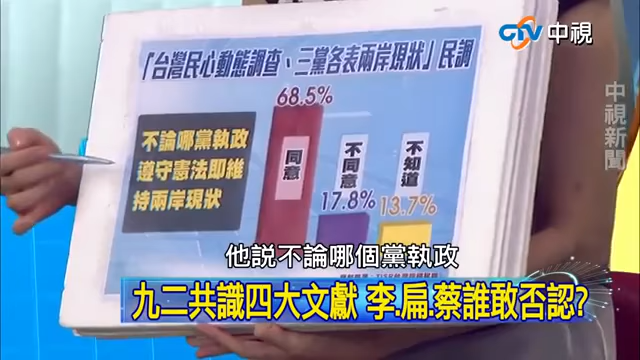 CTV 中視
「台灣民心動態調查、三黨各表兩岸現狀」民調
中視新聞
68.5%
不論哪黨執政
遵守憲法即維
持兩岸現狀
同意
不同意
17.8%
不知道
13.7%
他説不論哪個黨執政
九二共識四大文獻 李.扁.蔡誰敢否認?